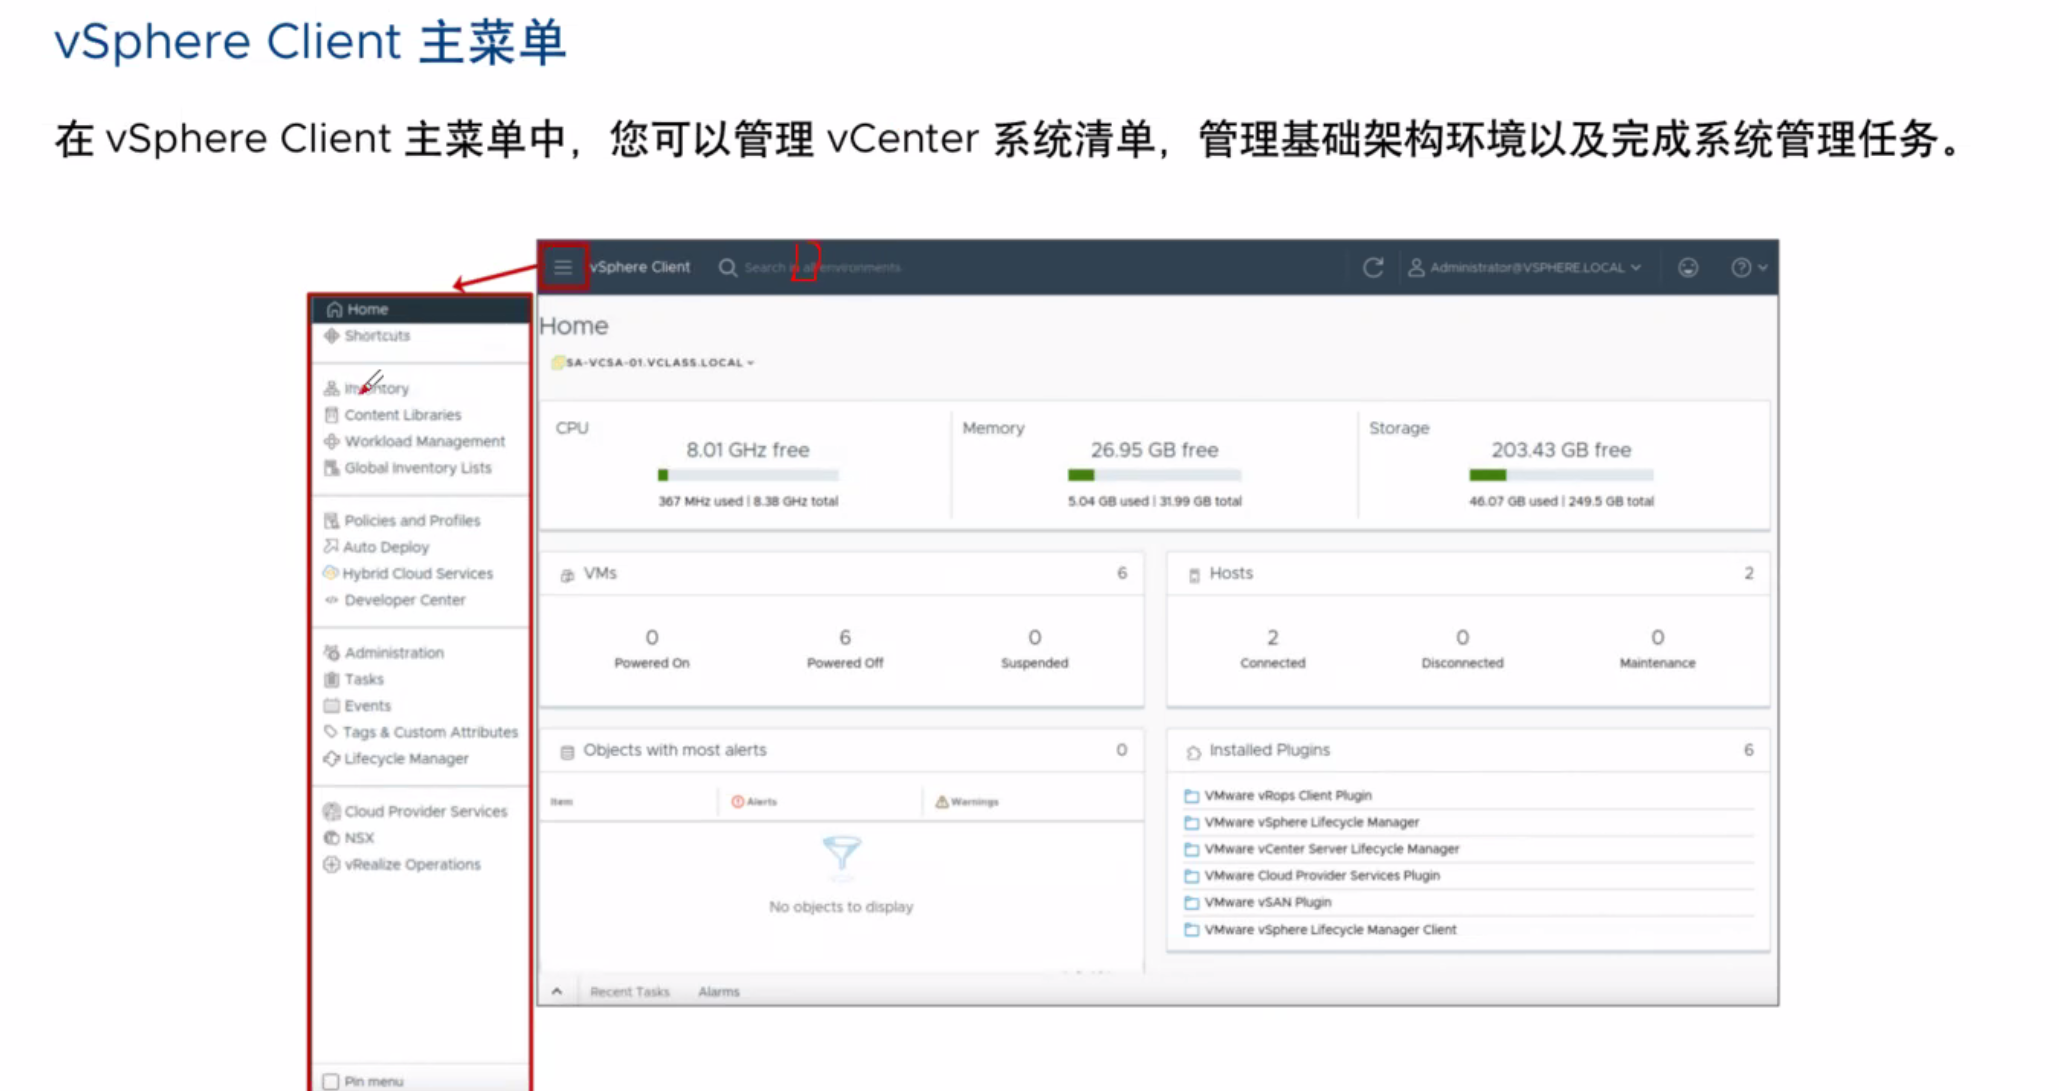 vSphere Client 主菜单
在 vSphere Client 主菜单中，您可以管理 vCenter 系统清单，管理基础架构环境以及完成系统管理任务。
vSphere Client
Search in all environments
Administrator@VSPHERE.LOCAL
Home
Shortcuts
Inventory
Content Libraries
Workload Management
Global Inventory Lists
Policies and Profiles
Auto Deploy
Hybrid Cloud Services
Developer Center
Administration
Tasks
Events
Tags & Custom Attributes
Lifecycle Manager
Cloud Provider Services
NSX
vRealize Operations
Pin menu
Home
SA-VCSA-01.VCLASS.LOCAL
CPU
8.01 GHz free
367 MHz used | 8.38 GHz total
Memory
26.95 GB free
5.04 GB used | 31.99 GB total
Storage
203.43 GB free
46.07 GB used | 249.5 GB total
VMs 6
0 6 0
Powered On Powered Off Suspended
Hosts 2
2 0 0
Connected Disconnected Maintenance
Objects with most alerts 0
Item Alerts Warnings
No objects to display
Installed Plugins 6
VMware vRops Client Plugin
VMware vSphere Lifecycle Manager
VMware vCenter Server Lifecycle Manager
VMware Cloud Provider Services Plugin
VMware vSAN Plugin
VMware vSphere Lifecycle Manager Client
Recent Tasks Alarms